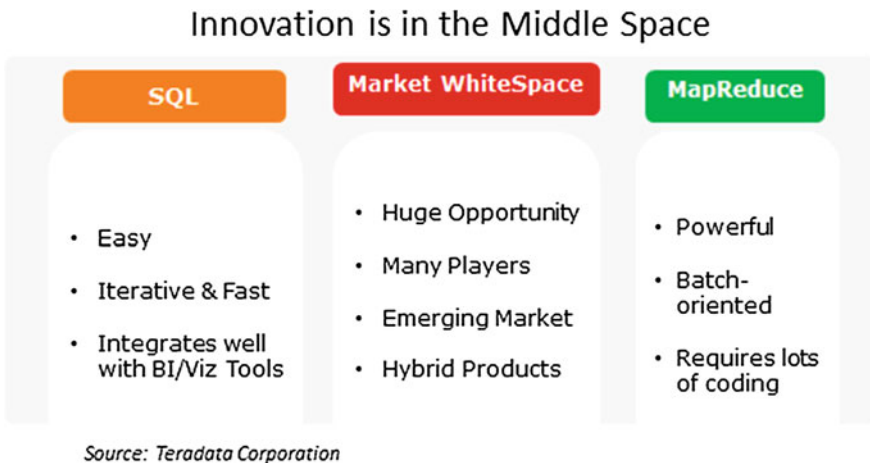 Innovation is in the Middle Space
SQL
• Easy
• Iterative & Fast
• Integrates well
with BI/Viz Tools
Market WhiteSpace
• Huge Opportunity
• Many Players
• Emerging Market
• Hybrid Products
MapReduce
• Powerful
• Batch-
oriented
• Requires lots
of coding
Source: Teradata Corporation